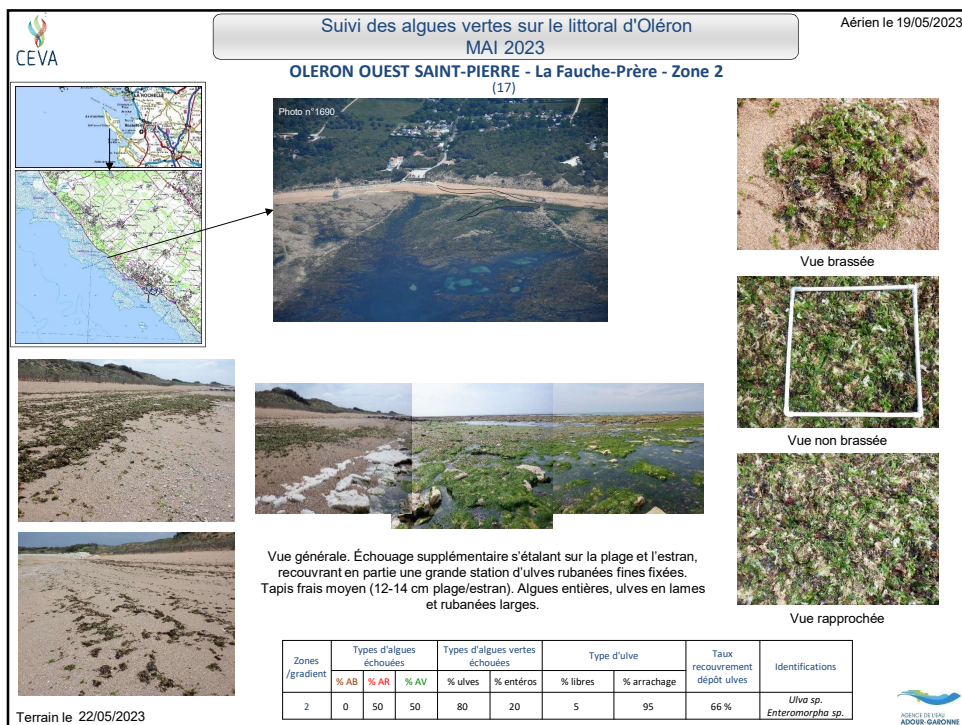 CEVA
Suivi des algues vertes sur le littoral d'Oléron
MAI 2023
Aérien le 19/05/2023
OLERON OUEST SAINT-PIERRE - La Fauche-Prère - Zone 2
(17)
LA ROCHELLE
Photo n°1690
Vue brassée
Vue non brassée
Vue rapprochée
Vue générale. Échouage supplémentaire s'étalant sur la plage et l'estran,
recouvrant en partie une grande station d'ulves rubanées fines fixées.
Tapis frais moyen (12-14 cm plage/estran). Algues entières, ulves en lames
et rubanées larges.
Zones /gradient | Types d'algues échouées | Types d'algues vertes échouées | Type d'ulve | Taux recouvrement dépôt ulves | Identifications
% AB | % AR | % AV | % ulves | % entéros | % libres | % arrachage
2 | 0 | 50 | 50 | 80 | 20 | 5 | 95 | 66 % | Ulva sp. Enteromorpha sp.
Terrain le 22/05/2023
AGENCE DE L'EAU
ADOUR-GARONNE